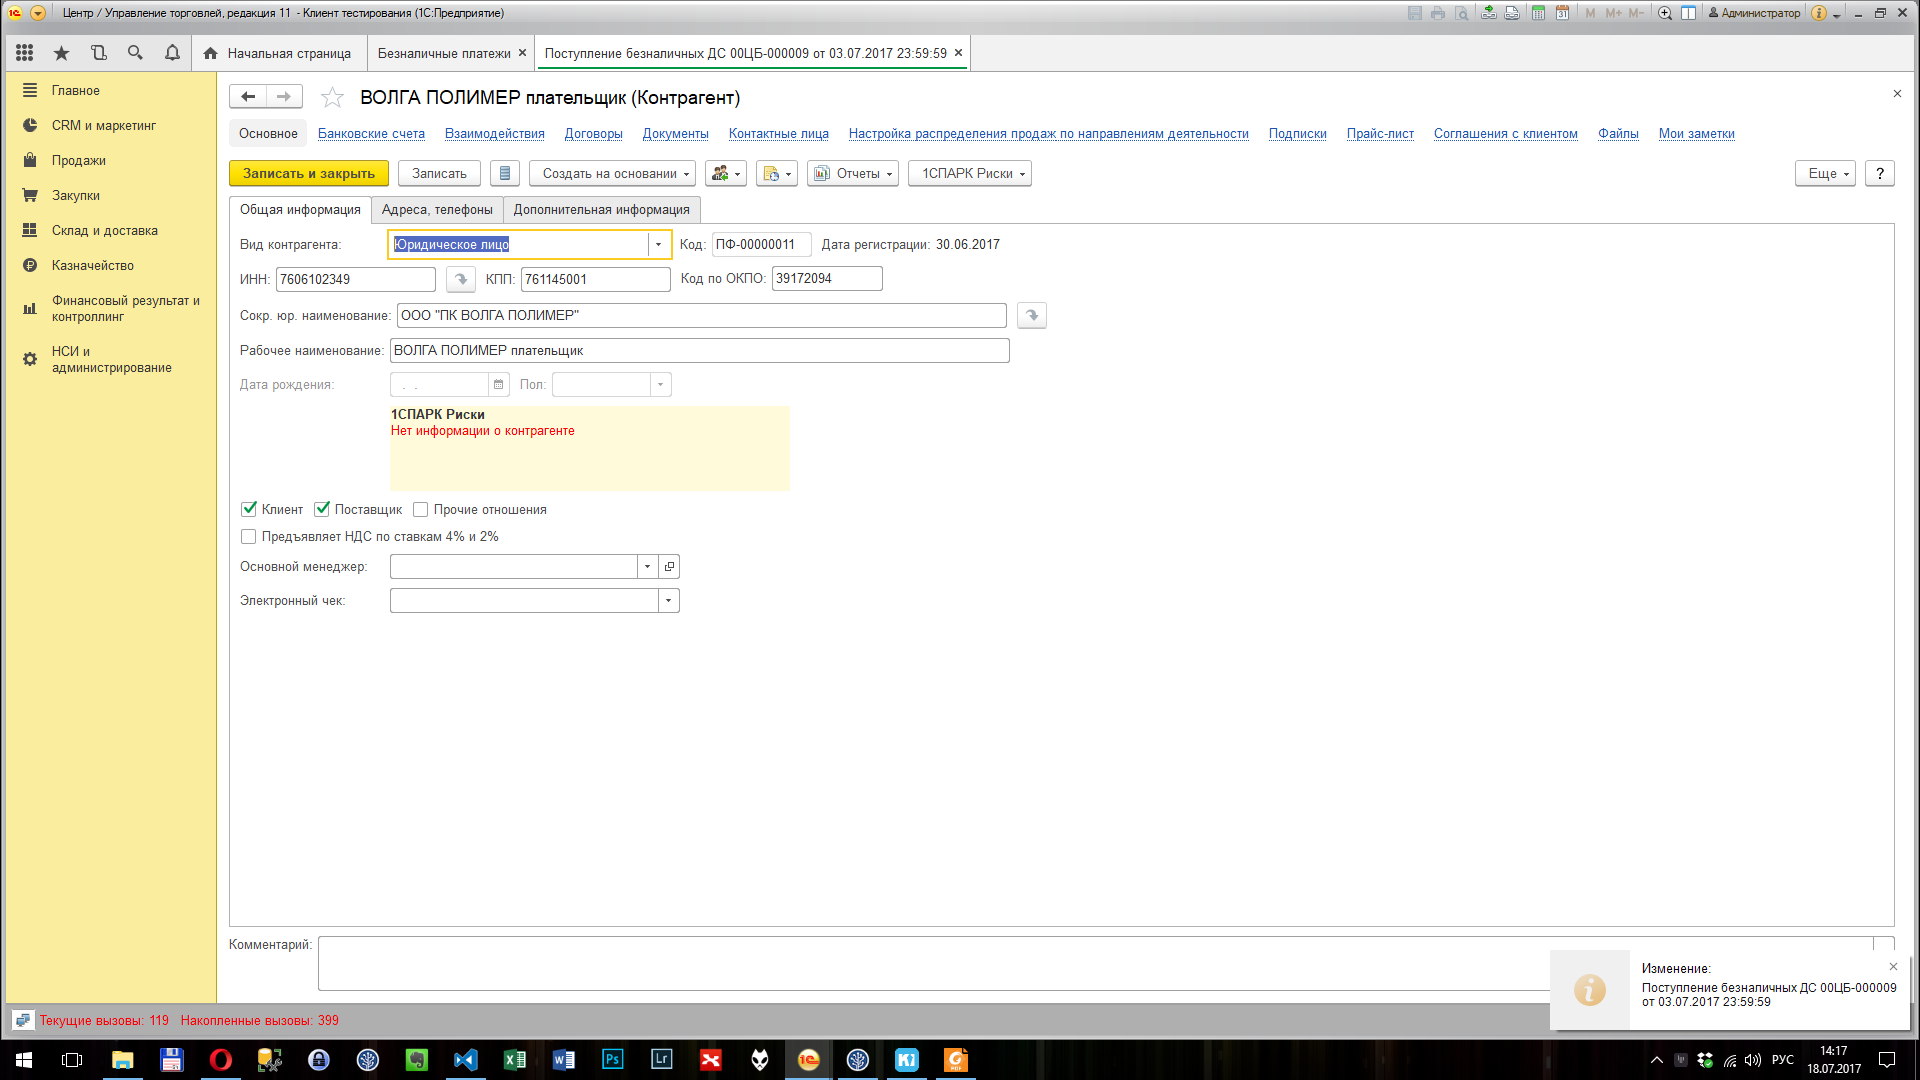 Центр / Управление торговлей, редакция 11 - Клиент тестирования (1С:Предприятие)
M M+ M- Администратор
Начальная страница
Безналичные платежи
Поступление безналичных ДС 00ЦБ-000009 от 03.07.2017 23:59:59
Главное
CRM и маркетинг
Продажи
Закупки
Склад и доставка
Казначейство
Финансовый результат и
контроллинг
НСИ и
администрирование
ВОЛГА ПОЛИМЕР плательщик (Контрагент)
Основное Банковские счета Взаимодействия Договоры Документы Контактные лица Настройка распределения продаж по направлениям деятельности Подписки Прайс-лист Соглашения с клиентом Файлы Мои заметки
Записать и закрыть Записать Создать на основании Отчеты 1СПАРК Риски Еще ?
Общая информация Адреса, телефоны Дополнительная информация
Вид контрагента: Юридическое лицо Код: ПФ-00000011 Дата регистрации: 30.06.2017
ИНН: 7606102349 КПП: 761145001 Код по ОКПО: 39172094
Сокр. юр. наименование: ООО "ПК ВОЛГА ПОЛИМЕР"
Рабочее наименование: ВОЛГА ПОЛИМЕР плательщик
Дата рождения: . . Пол:
1СПАРК Риски
Нет информации о контрагенте
Клиент Поставщик Прочие отношения
Предъявляет НДС по ставкам 4% и 2%
Основной менеджер:
Электронный чек:
Комментарий:
Изменение:
Поступление безналичных ДС 00ЦБ-000009
от 03.07.2017 23:59:59
Текущие вызовы: 119 Накопленные вызовы: 399
Ps
Lr
Ki
PDF
РУС
14:17
18.07.2017